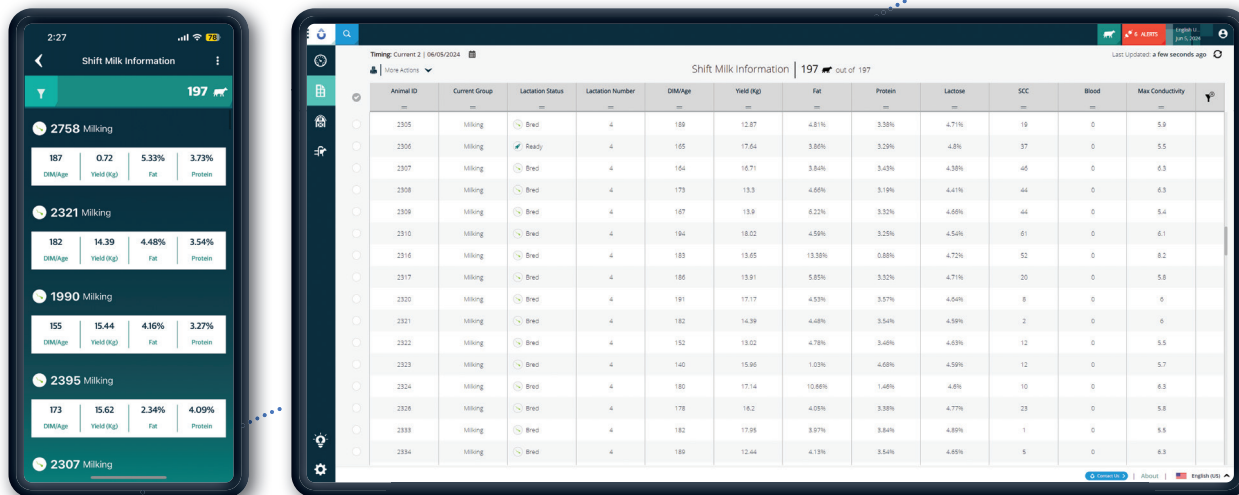 2:27
78
Shift Milk Information
197
2758 Milking
187 0.72 5.33% 3.73%
DIM/Age Yield (Kg) Fat Protein
2321 Milking
182 14.39 4.48% 3.54%
DIM/Age Yield (Kg) Fat Protein
1990 Milking
155 15.44 4.16% 3.27%
DIM/Age Yield (Kg) Fat Protein
2395 Milking
173 15.62 2.34% 4.09%
DIM/Age Yield (Kg) Fat Protein
2307 Milking
6 ALERTS
English U...
Jun 5, 2024
Timing: Current 2 | 06/05/2024
Last Updated: a few seconds ago
More Actions
Shift Milk Information | 197 out of 197
Animal ID Current Group Lactation Status Lactation Number DIM/Age Yield (Kg) Fat Protein Lactose SCC Blood Max Conductivity
2305 Milking Bred 4 189 12.87 4.81% 3.38% 4.71% 19 0 5.9
2306 Milking Ready 4 165 17.64 3.86% 3.29% 4.8% 37 0 5.5
2307 Milking Bred 4 164 16.71 3.84% 3.43% 4.38% 46 0 6.3
2308 Milking Bred 4 173 13.3 4.66% 3.19% 4.41% 44 0 6.3
2309 Milking Bred 4 167 13.9 6.22% 3.32% 4.66% 44 0 5.4
2310 Milking Bred 4 194 18.02 4.59% 3.25% 4.54% 61 0 6.1
2316 Milking Bred 4 183 13.65 13.38% 0.86% 4.72% 52 0 8.2
2317 Milking Bred 4 186 13.91 5.85% 3.32% 4.71% 20 0 5.8
2320 Milking Bred 4 191 17.17 4.53% 3.57% 4.64% 8 0 6
2321 Milking Bred 4 182 14.39 4.48% 3.54% 4.59% 2 0 6
2322 Milking Bred 4 152 13.02 4.78% 3.46% 4.63% 12 0 5.5
2323 Milking Bred 4 140 15.98 1.03% 4.68% 4.59% 12 0 5.7
2324 Milking Bred 4 180 17.14 10.66% 1.46% 4.6% 10 0 6.3
2326 Milking Bred 4 178 16.2 4.05% 3.38% 4.77% 23 0 5.8
2333 Milking Bred 4 182 17.95 3.97% 3.84% 4.89% 1 0 5.5
2334 Milking Bred 4 189 12.44 4.13% 3.54% 4.65% 5 0 6.3
Contact Us | About | English (US)